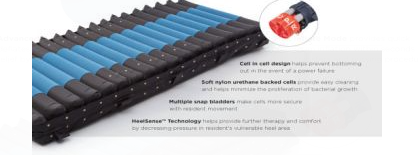 Cell in cell design helps prevent bottoming
out in the event of a power failure
Soft nylon urethane backed cells provide easy cleaning
and helps minimize the proliferation of bacterial growth
Multiple snap bladders make cells more secure
with resident movement
HeelSense™ Technology helps provide further therapy and comfort
by decreasing pressure in resident's vulnerable heel area